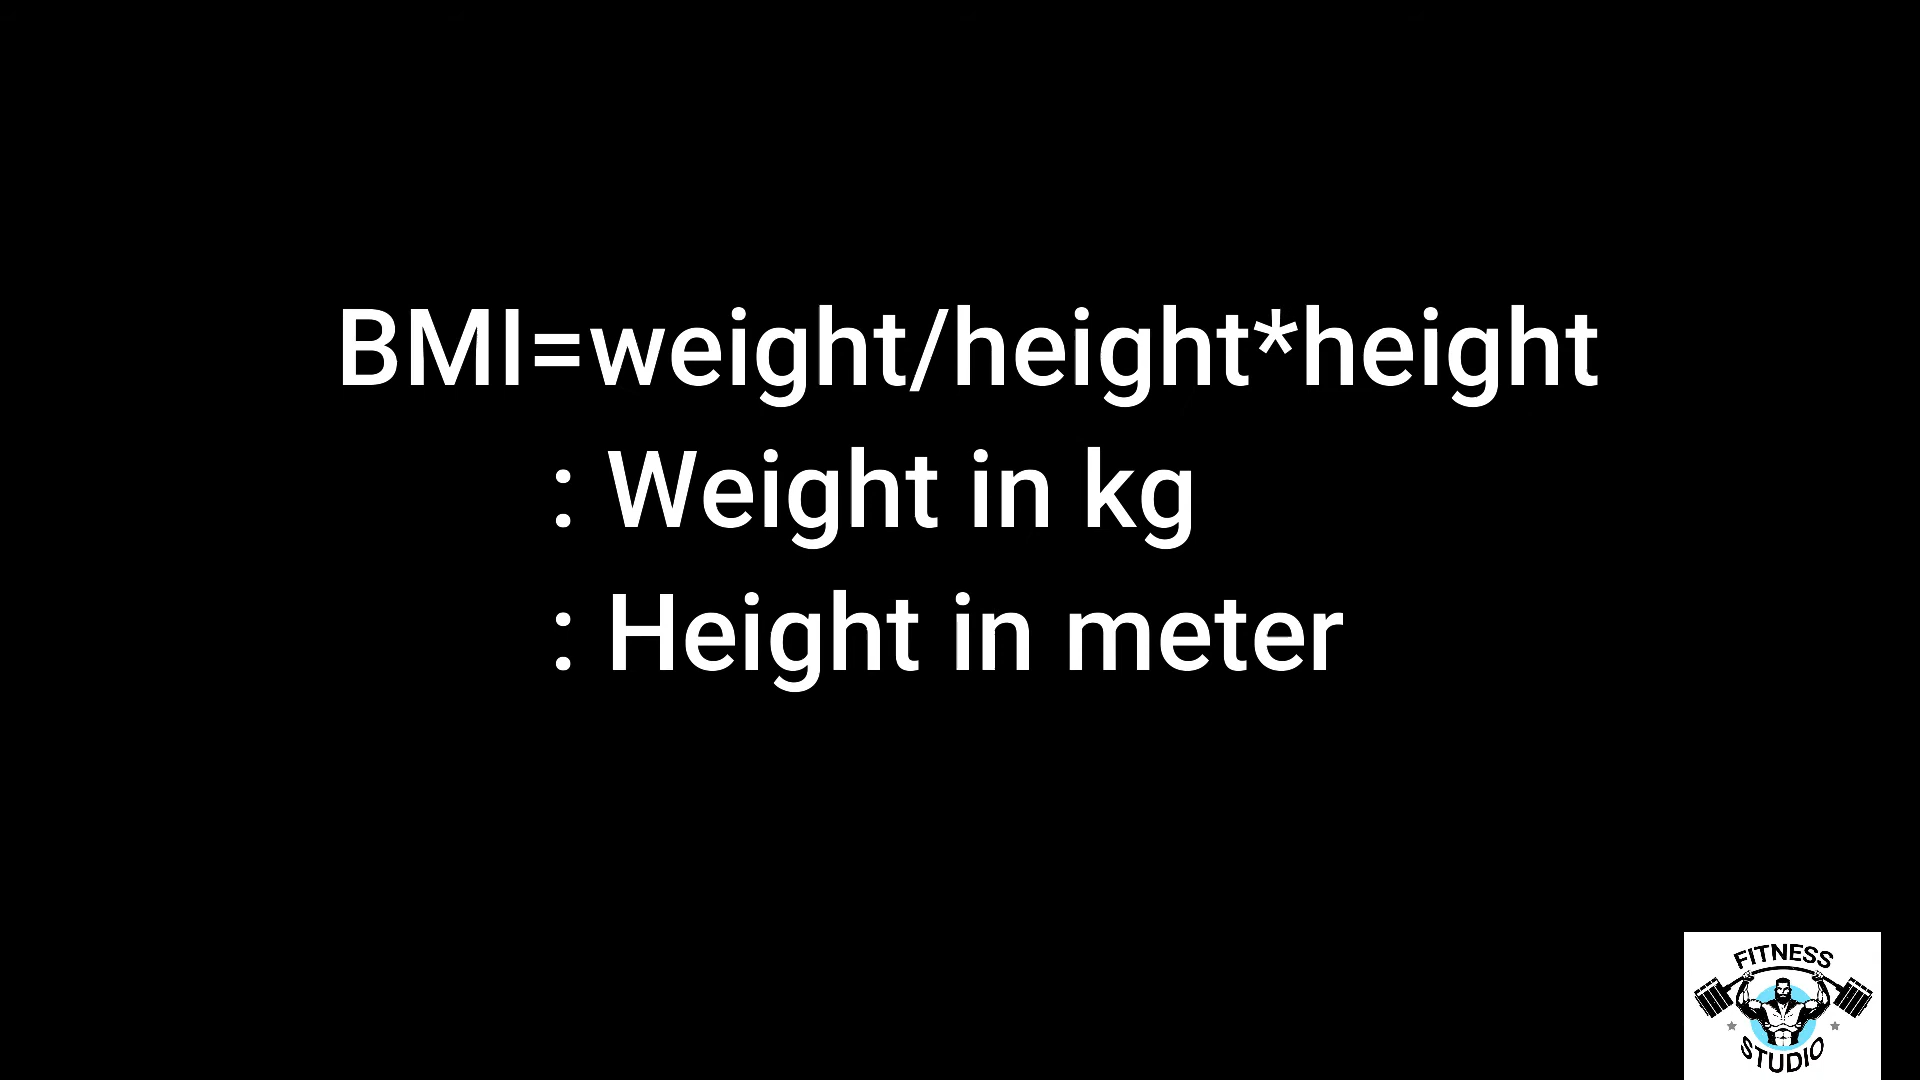 BMI=weight/height*height
: Weight in kg
: Height in meter
FITNESS
STUDIO